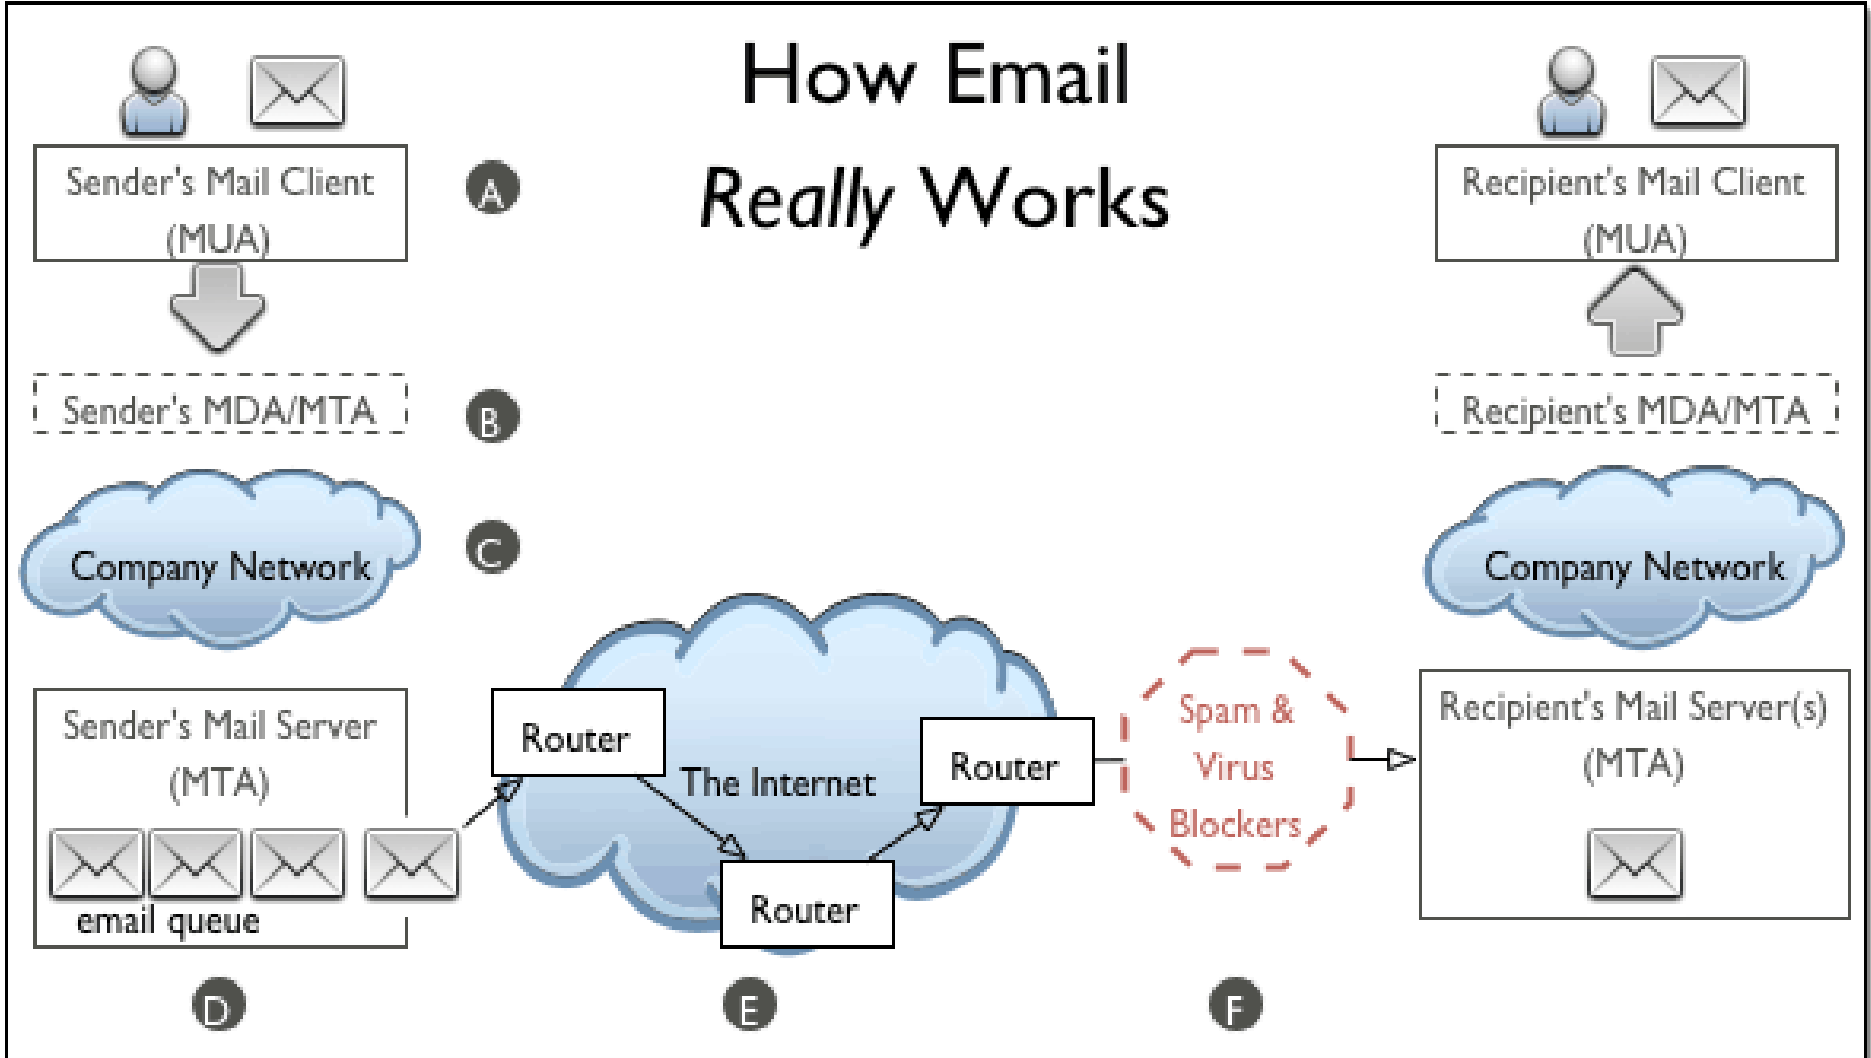 How Email
Really Works
Sender's Mail Client
(MUA)
A
Sender's MDA/MTA
B
Company Network
C
Sender's Mail Server
(MTA)
email queue
D
Router
The Internet
Router
Router
E
Spam &
Virus
Blockers
F
Recipient's Mail Client
(MUA)
Recipient's MDA/MTA
Company Network
Recipient's Mail Server(s)
(MTA)